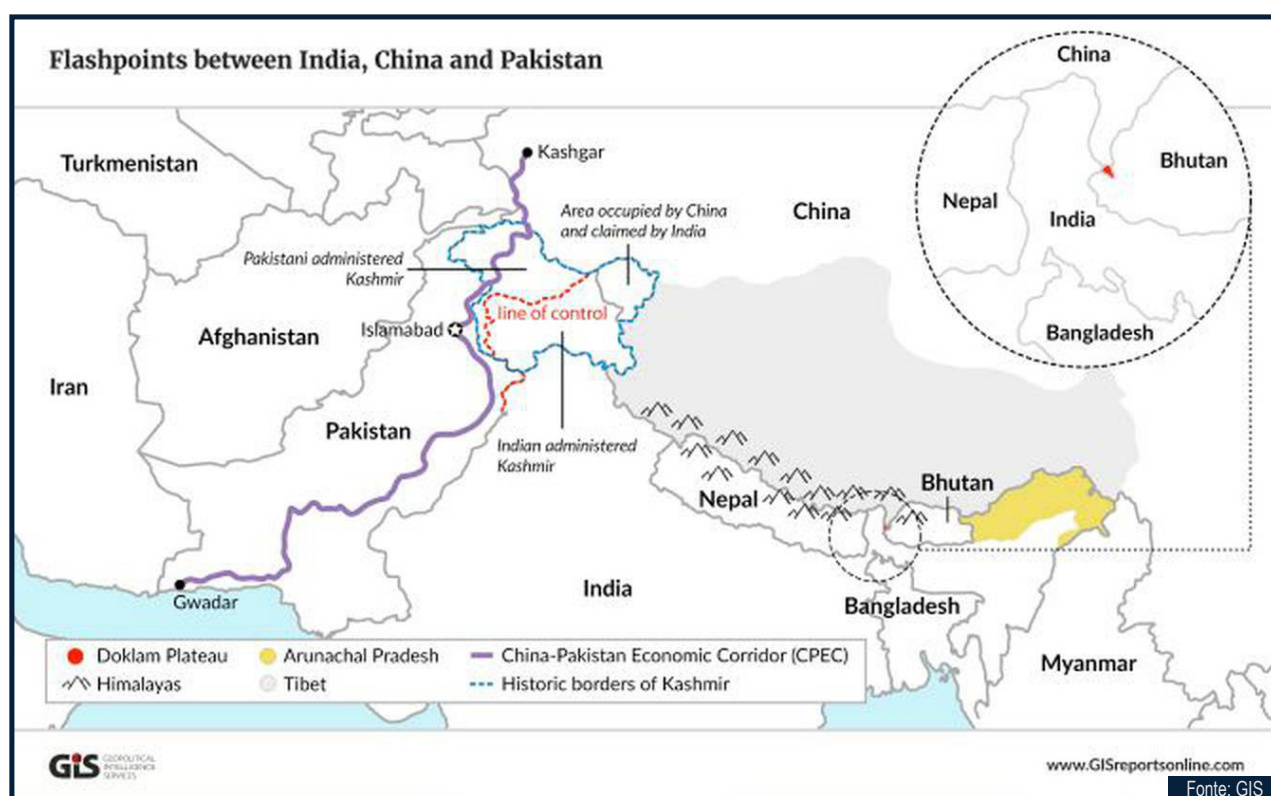 Flashpoints between India, China and Pakistan
China
Bhutan
Nepal
India
Bangladesh
Turkmenistan
Kashgar
Area occupied by China
and claimed by India
China
Pakistani administered
Kashmir
Afghanistan
Islamabad
line of control
Iran
Pakistan
Indian administered
Kashmir
Nepal
Bhutan
India
Gwadar
Bangladesh
Myanmar
Doklam Plateau
Arunachal Pradesh
China-Pakistan Economic Corridor (CPEC)
Himalayas
Tibet
Historic borders of Kashmir
GIS
GEOPOLITICAL
INTELLIGENCE
SERVICES
www.GISreportsonline.com
Fonte: GIS